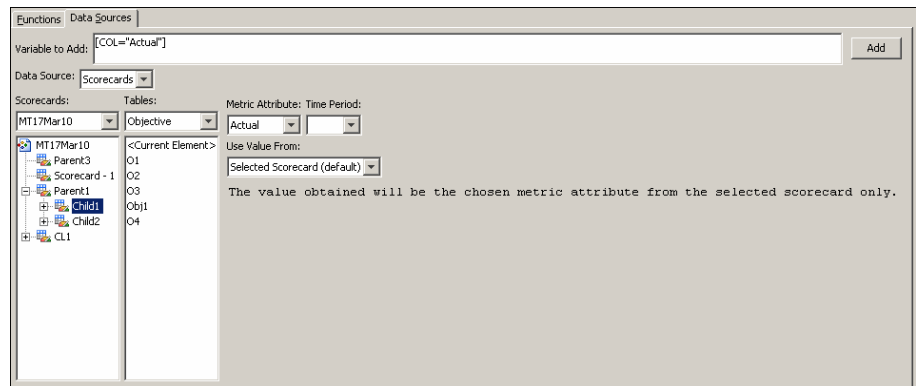 Functions Data Sources
Variable to Add: [COL="Actual"] Add
Data Source: Scorecards
Scorecards: Tables: Metric Attribute: Time Period:
MT17Mar10 Objective Actual
MT17Mar10 <Current Element> Use Value From:
Parent3 O1 Selected Scorecard (default)
Scorecard - 1 O2
Parent1 O3 The value obtained will be the chosen metric attribute from the selected scorecard only.
Child1 Obj1
Child2 O4
CL1